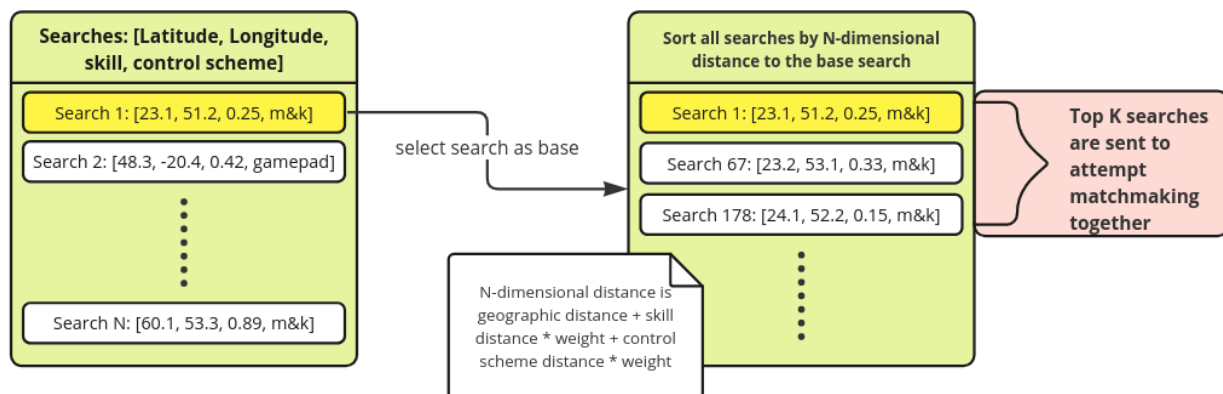 Searches: [Latitude, Longitude,
skill, control scheme]
Search 1: [23.1, 51.2, 0.25, m&k]
Search 2: [48.3, -20.4, 0.42, gamepad]
Search N: [60.1, 53.3, 0.89, m&k]
select search as base
Sort all searches by N-dimensional
distance to the base search
Search 1: [23.1, 51.2, 0.25, m&k]
Search 67: [23.2, 53.1, 0.33, m&k]
Search 178: [24.1, 52.2, 0.15, m&k]
N-dimensional distance is
geographic distance + skill
distance * weight + control
scheme distance * weight
Top K searches
are sent to
attempt
matchmaking
together